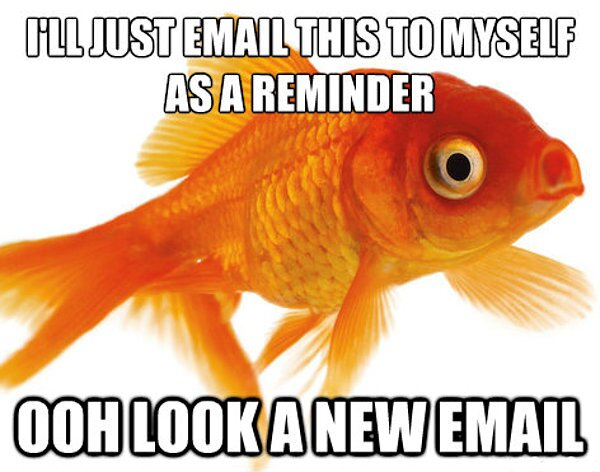 I'LL JUST EMAIL THIS TO MYSELF
AS A REMINDER
OOH LOOK A NEW EMAIL